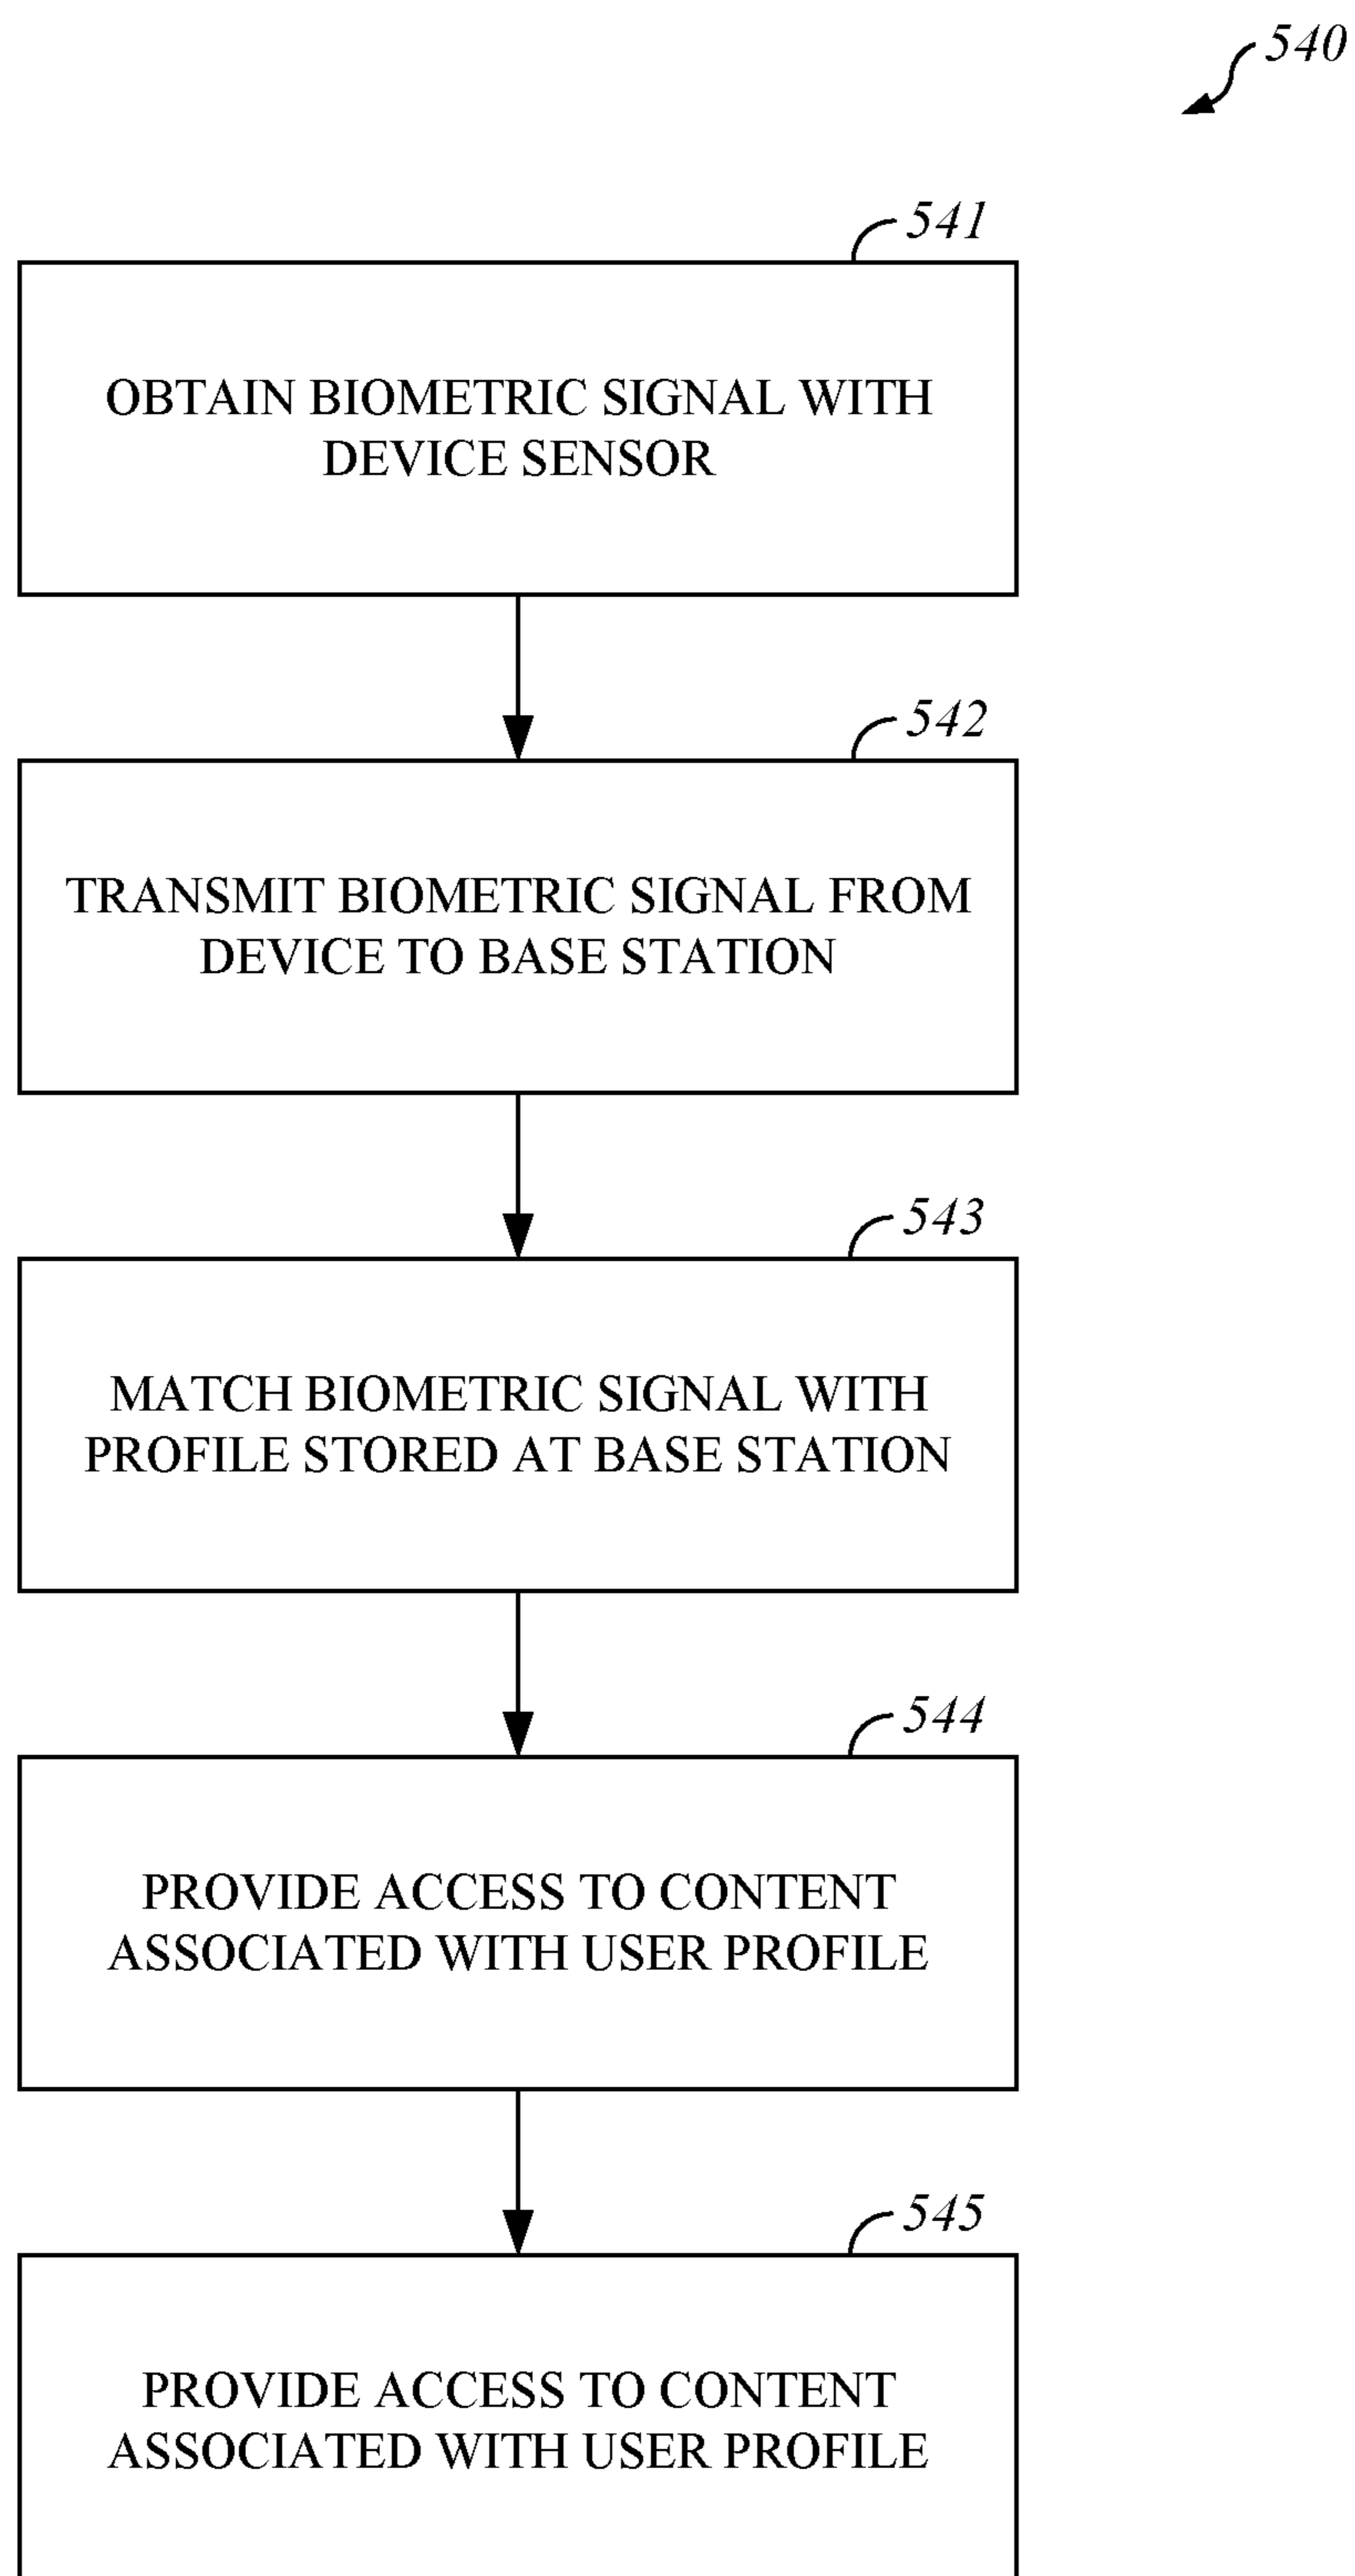 540
541
OBTAIN BIOMETRIC SIGNAL WITH
DEVICE SENSOR
542
TRANSMIT BIOMETRIC SIGNAL FROM
DEVICE TO BASE STATION
543
MATCH BIOMETRIC SIGNAL WITH
PROFILE STORED AT BASE STATION
544
PROVIDE ACCESS TO CONTENT
ASSOCIATED WITH USER PROFILE
545
PROVIDE ACCESS TO CONTENT
ASSOCIATED WITH USER PROFILE